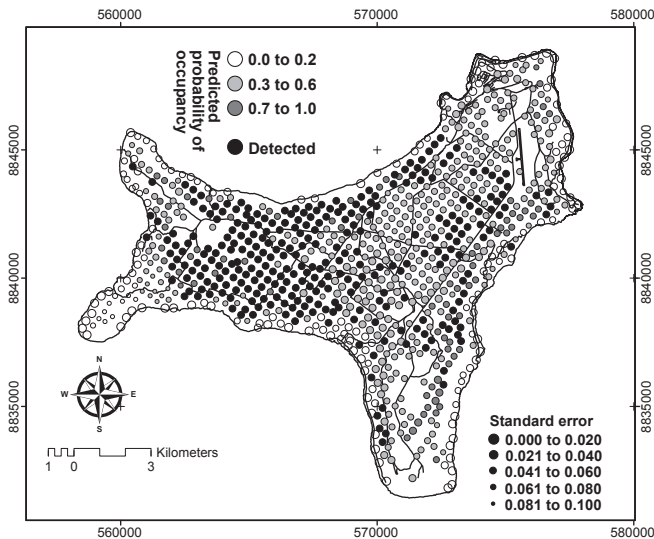 560000
570000
580000
Predicted
probability of
occupancy
0.0 to 0.2
0.3 to 0.6
0.7 to 1.0
Detected
8845000
8845000
8840000
8840000
8835000
8835000
N
W
E
S
1 0 3 Kilometers
Standard error
0.000 to 0.020
0.021 to 0.040
0.041 to 0.060
0.061 to 0.080
0.081 to 0.100
560000
570000
580000